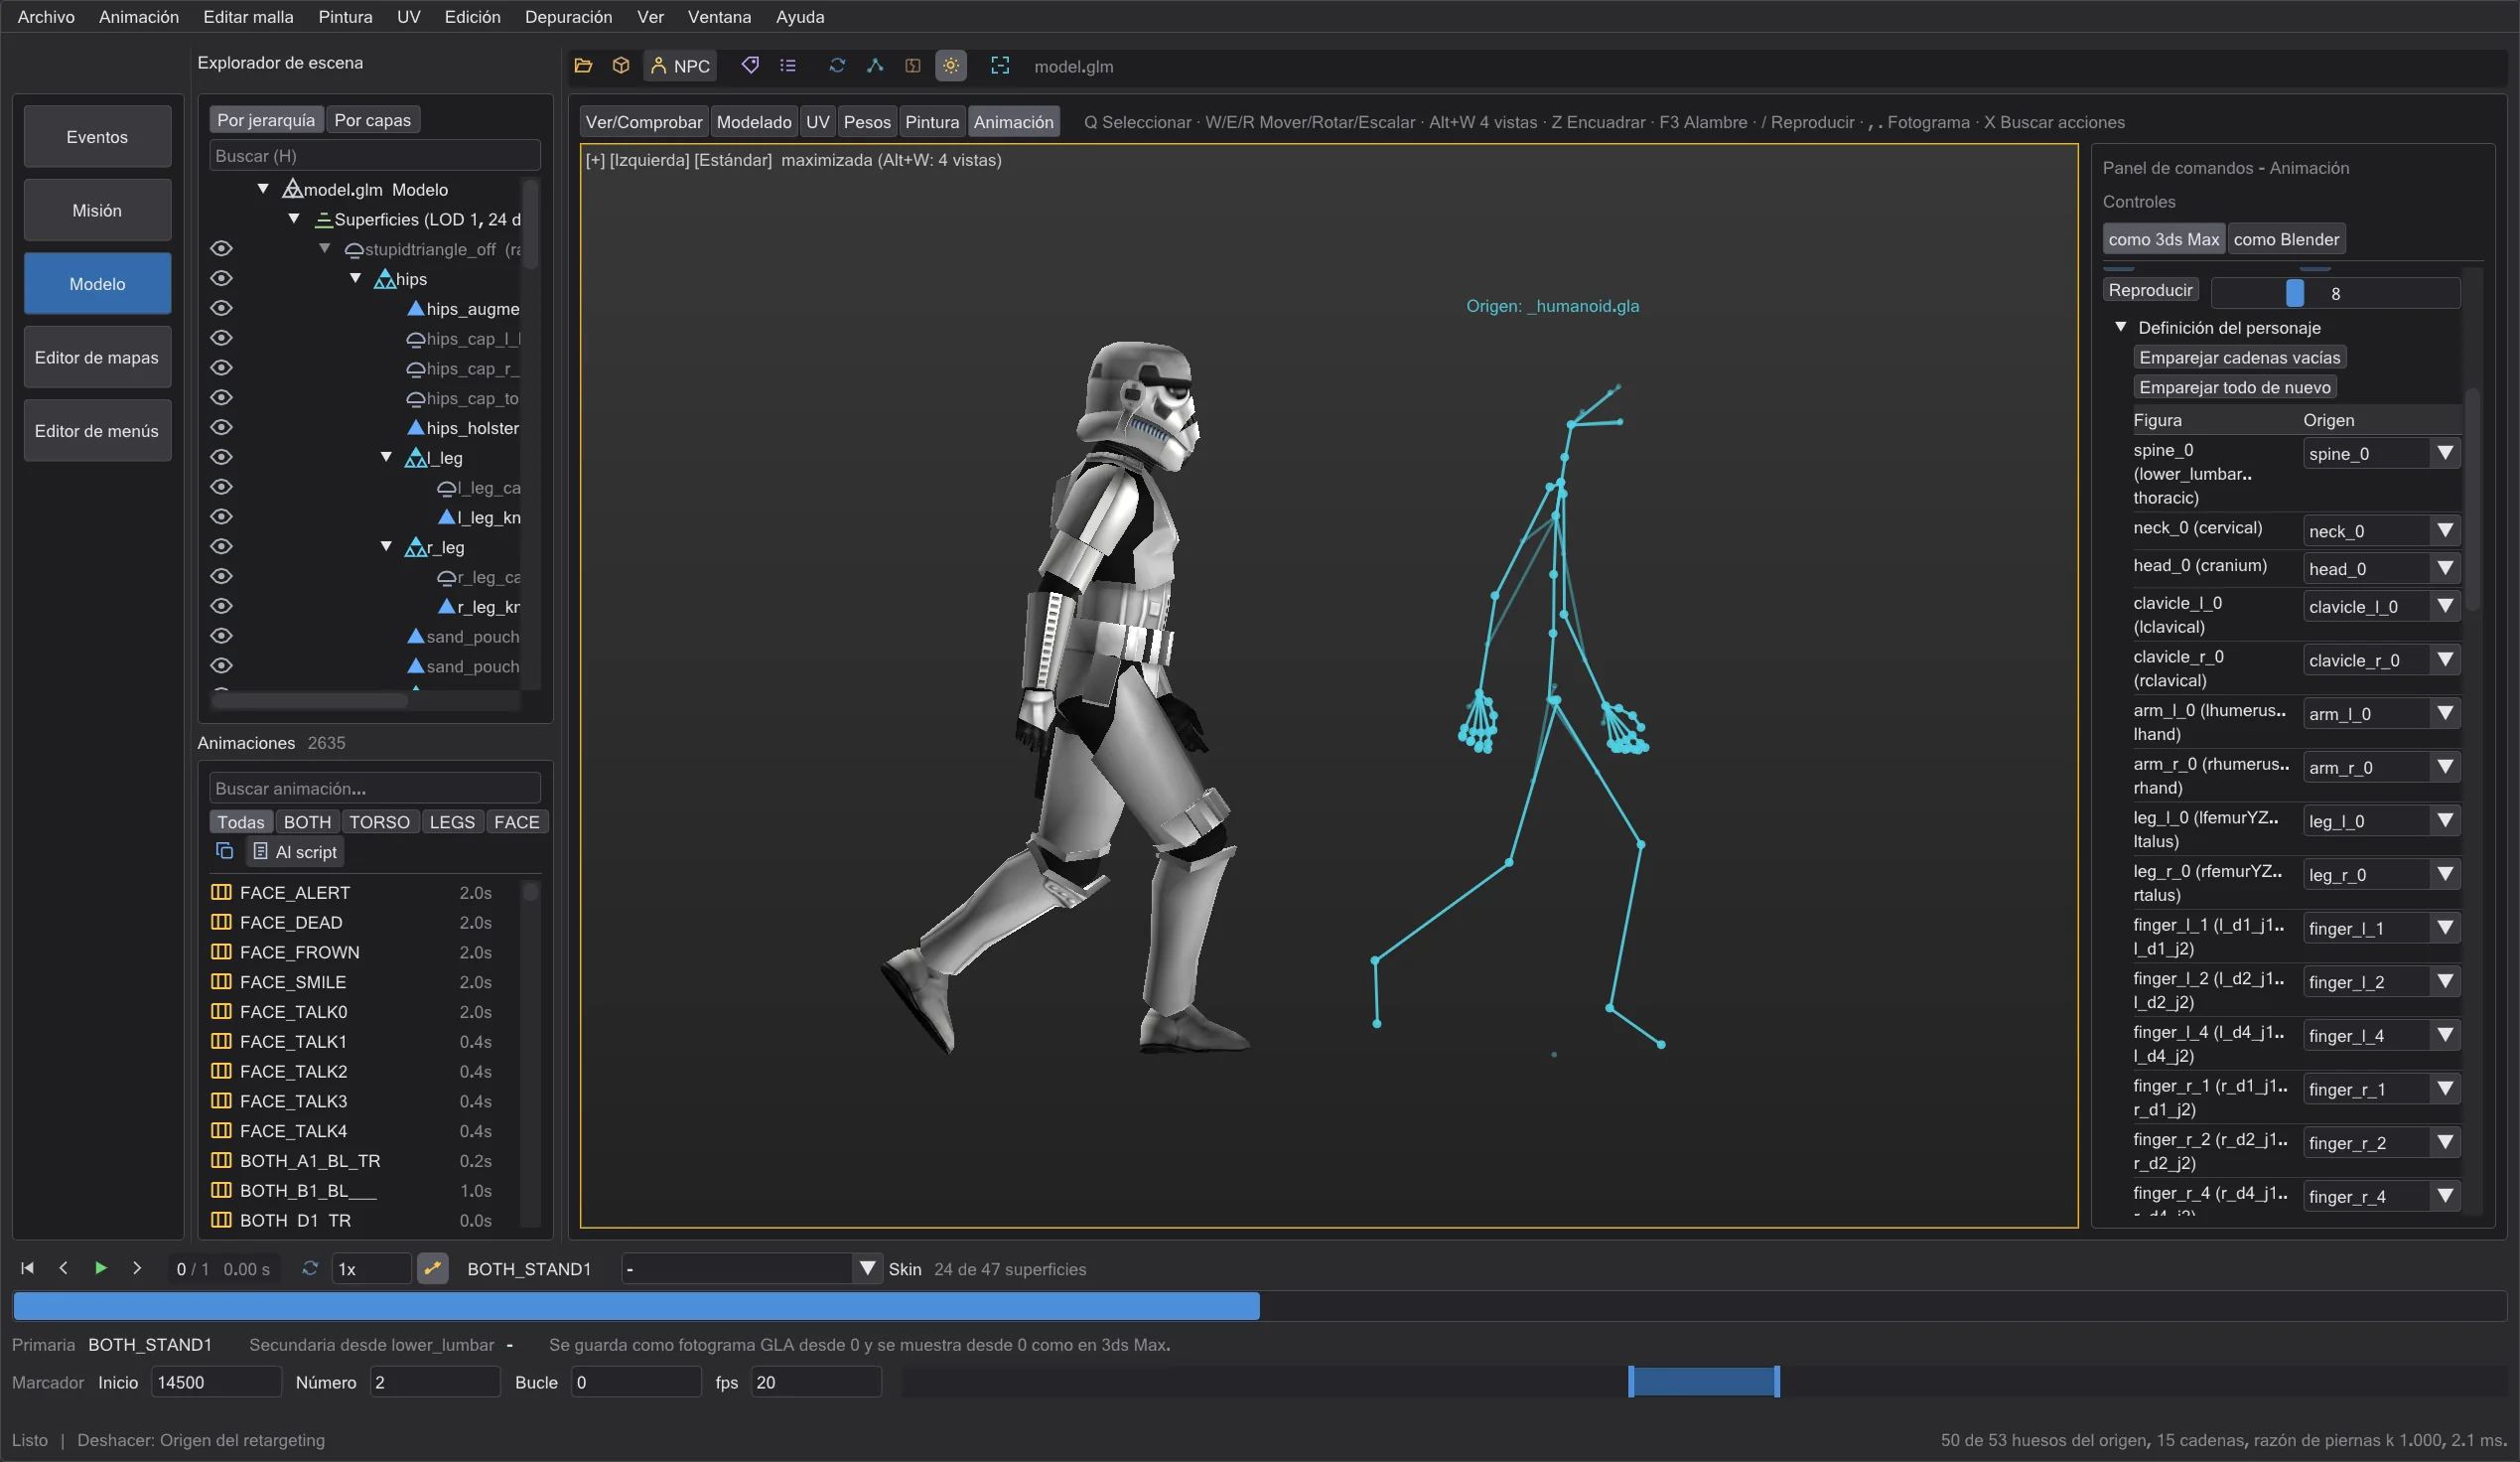 Archivo Animación Editar malla Pintura UV Edición Depuración Ver Ventana Ayuda
Eventos
Misión
Modelo
Editor de mapas
Editor de menús
Explorador de escena
Por jerarquía Por capas
Buscar (H)
model.glm Modelo
Superficies (LOD 1, 24 d
stupidtriangle_off (ra
hips
hips_augme
hips_cap_l_l
hips_cap_r_
hips_cap_to
hips_holster
l_leg
l_leg_ca
l_leg_kn
r_leg
r_leg_ca
r_leg_kn
sand_pouch
sand_pouch
Animaciones 2635
Buscar animación...
Todas BOTH TORSO LEGS FACE
AI script
FACE_ALERT 2.0s
FACE_DEAD 2.0s
FACE_FROWN 2.0s
FACE_SMILE 2.0s
FACE_TALK0 2.0s
FACE_TALK1 0.4s
FACE_TALK2 0.4s
FACE_TALK3 0.4s
FACE_TALK4 0.4s
BOTH_A1_BL_TR 0.2s
BOTH_B1_BL___ 1.0s
BOTH_D1_TR 0.0s
NPC model.glm
Ver/Comprobar Modelado UV Pesos Pintura Animación Q Seleccionar · W/E/R Mover/Rotar/Escalar · Alt+W 4 vistas · Z Encuadrar · F3 Alambre · / Reproducir · , . Fotograma · X Buscar acciones
[+] [Izquierda] [Estándar] maximizada (Alt+W: 4 vistas)
Origen: _humanoid.gla
Panel de comandos - Animación
Controles
como 3ds Max como Blender
Reproducir 8
Definición del personaje
Emparejar cadenas vacías
Emparejar todo de nuevo
Figura Origen
spine_0 (lower_lumbar.. thoracic) spine_0
neck_0 (cervical) neck_0
head_0 (cranium) head_0
clavicle_l_0 (lclavical) clavicle_l_0
clavicle_r_0 (rclavical) clavicle_r_0
arm_l_0 (lhumerus.. lhand) arm_l_0
arm_r_0 (rhumerus.. rhand) arm_r_0
leg_l_0 (lfemurYZ.. ltalus) leg_l_0
leg_r_0 (rfemurYZ.. rtalus) leg_r_0
finger_l_1 (l_d1_j1.. l_d1_j2) finger_l_1
finger_l_2 (l_d2_j1.. l_d2_j2) finger_l_2
finger_l_4 (l_d4_j1.. l_d4_j2) finger_l_4
finger_r_1 (r_d1_j1.. r_d1_j2) finger_r_1
finger_r_2 (r_d2_j1.. r_d2_j2) finger_r_2
finger_r_4 (r_d4_j1.. r_d4_j2) finger_r_4
0 / 1 0.00 s 1x BOTH_STAND1 - Skin 24 de 47 superficies
Primaria BOTH_STAND1 Secundaria desde lower_lumbar - Se guarda como fotograma GLA desde 0 y se muestra desde 0 como en 3ds Max.
Marcador Inicio 14500 Número 2 Bucle 0 fps 20
Listo | Deshacer: Origen del retargeting
50 de 53 huesos del origen, 15 cadenas, razón de piernas k 1.000, 2.1 ms.